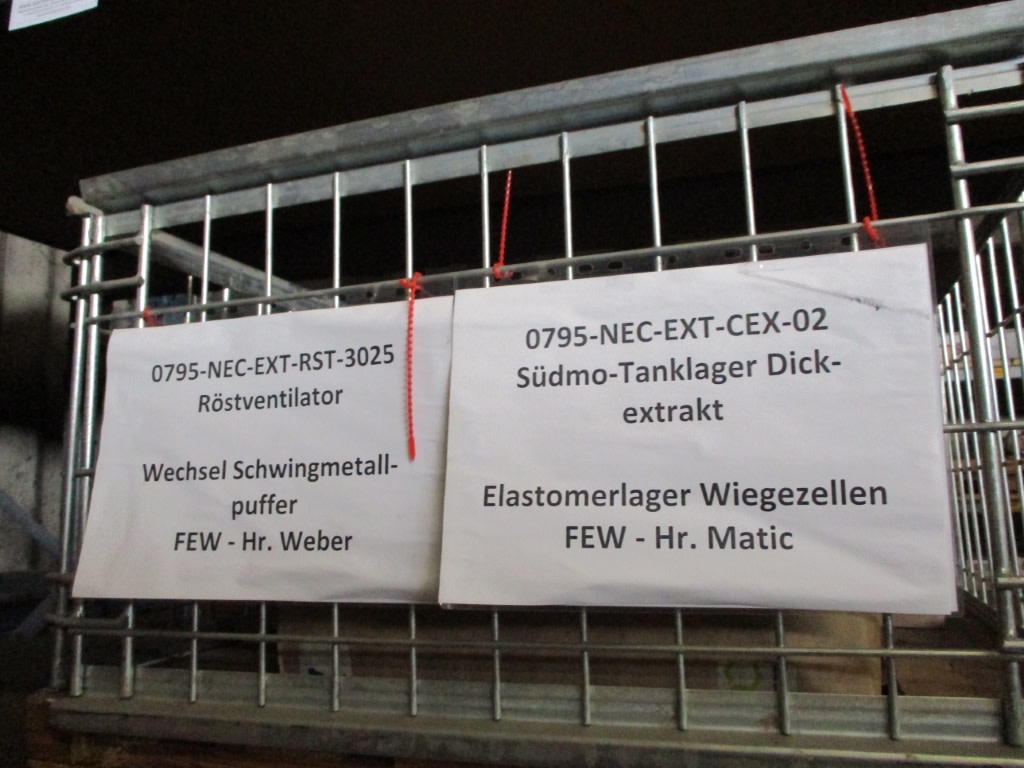 0795-NEC-EXT-RST-3025
Röstventilator
Wechsel Schwingmetall-
puffer
FEW - Hr. Weber
0795-NEC-EXT-CEX-02
Südmo-Tanklager Dick-
extrakt
Elastomerlager Wiegezellen
FEW - Hr. Matic